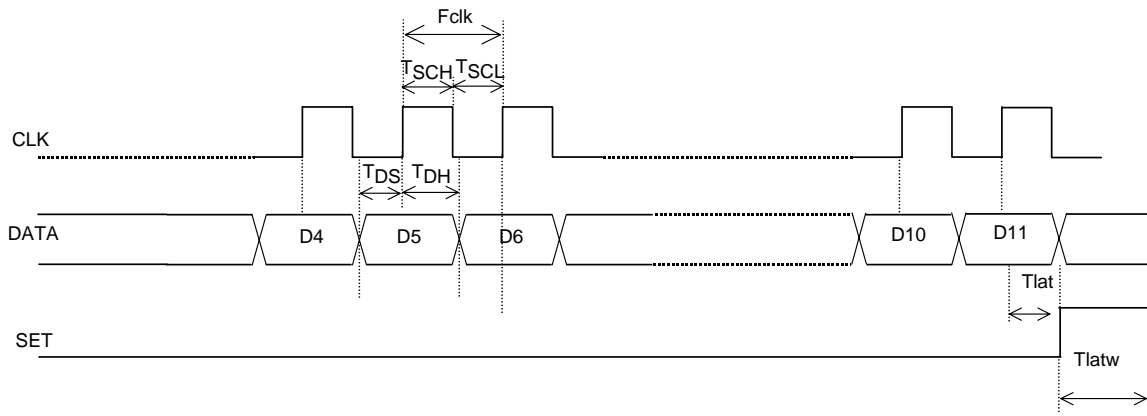 Fclk
TSCH TSCL
CLK
TDS TDH
DATA D4 D5 D6 D10 D11
Tlat
SET
Tlatw